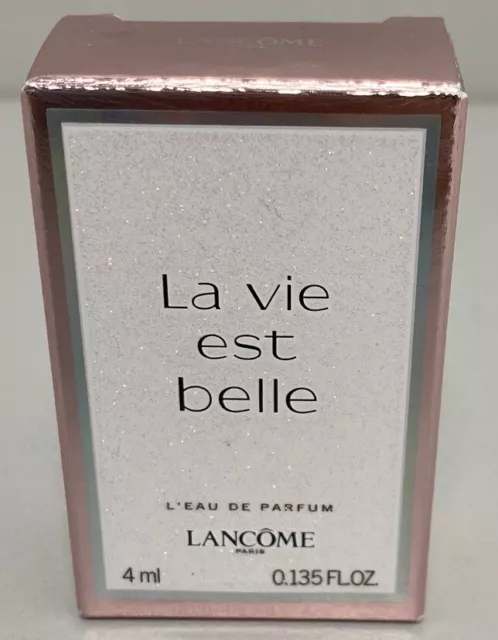 LANCÔME
La vie
est
belle
L'EAU DE PARFUM
LANCÔME
PARIS
4 ml 0.135 FL.OZ.